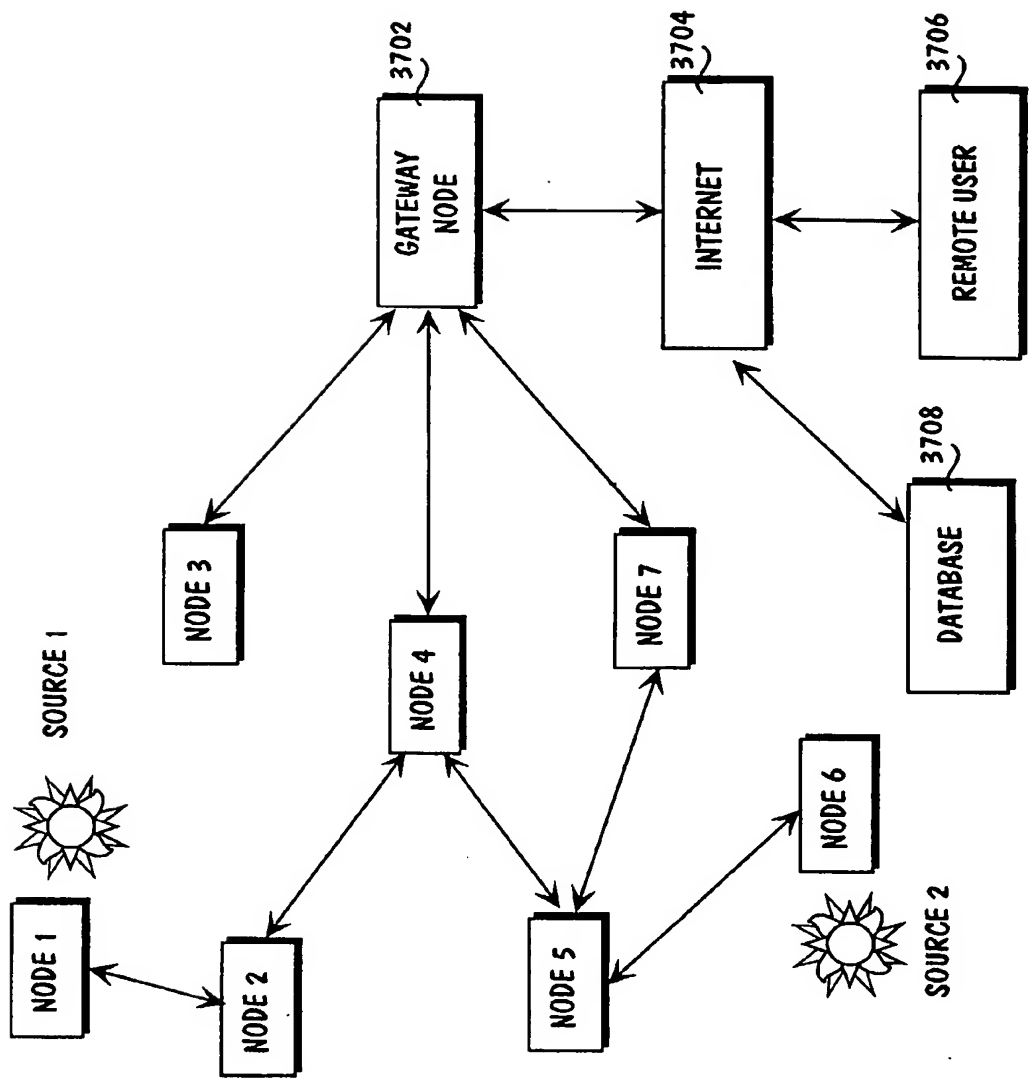 NODE 1
SOURCE 1
NODE 3
NODE 2
3702
GATEWAY
NODE
NODE 4
NODE 5
NODE 7
3704
INTERNET
NODE 6
SOURCE 2
3708
DATABASE
3706
REMOTE USER